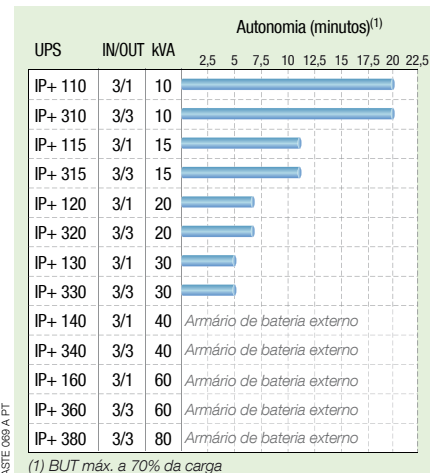 Autonomia (minutos)(1)
UPS IN/OUT kVA
2,5 5 7,5 10 12,5 15 17,5 20 22,5
IP+ 110 3/1 10
IP+ 310 3/3 10
IP+ 115 3/1 15
IP+ 315 3/3 15
IP+ 120 3/1 20
IP+ 320 3/3 20
IP+ 130 3/1 30
IP+ 330 3/3 30
IP+ 140 3/1 40 Armário de bateria externo
IP+ 340 3/3 40 Armário de bateria externo
IP+ 160 3/1 60 Armário de bateria externo
IP+ 360 3/3 60 Armário de bateria externo
IP+ 380 3/3 80 Armário de bateria externo
(1) BUT máx. a 70% da carga
ASTE 069 A PT